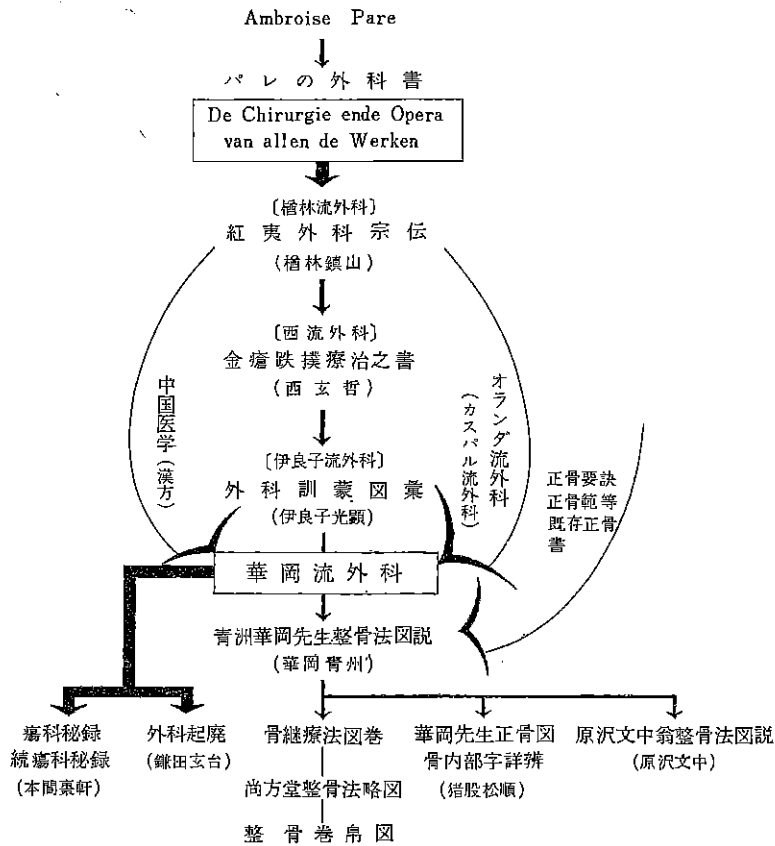 Ambroise Pare
パレの外科書
De Chirurgie ende Opera
van allen de Werken
〔楢林流外科〕
紅夷外科宗伝
(楢林鎮山)
〔西流外科〕
金瘡跌撲療治之書
(西玄哲)
中国医学(漢方)
オランダ流外科
(カスパル流外科)
正骨要訣
正骨範等
既存正骨
書
〔伊良子流外科〕
外科訓蒙図彙
(伊良子光顕)
華岡流外科
青洲華岡先生整骨法図説
(華岡青州)
瘍科秘録
続瘍科秘録
(本間棗軒)
外科起廃
(鎌田玄台)
骨継療法図巻
尚方堂整骨法略図
整骨巻帛図
華岡先生正骨図
骨内部字詳辨
(猪股松順)
原沢文中翁整骨法図説
(原沢文中)